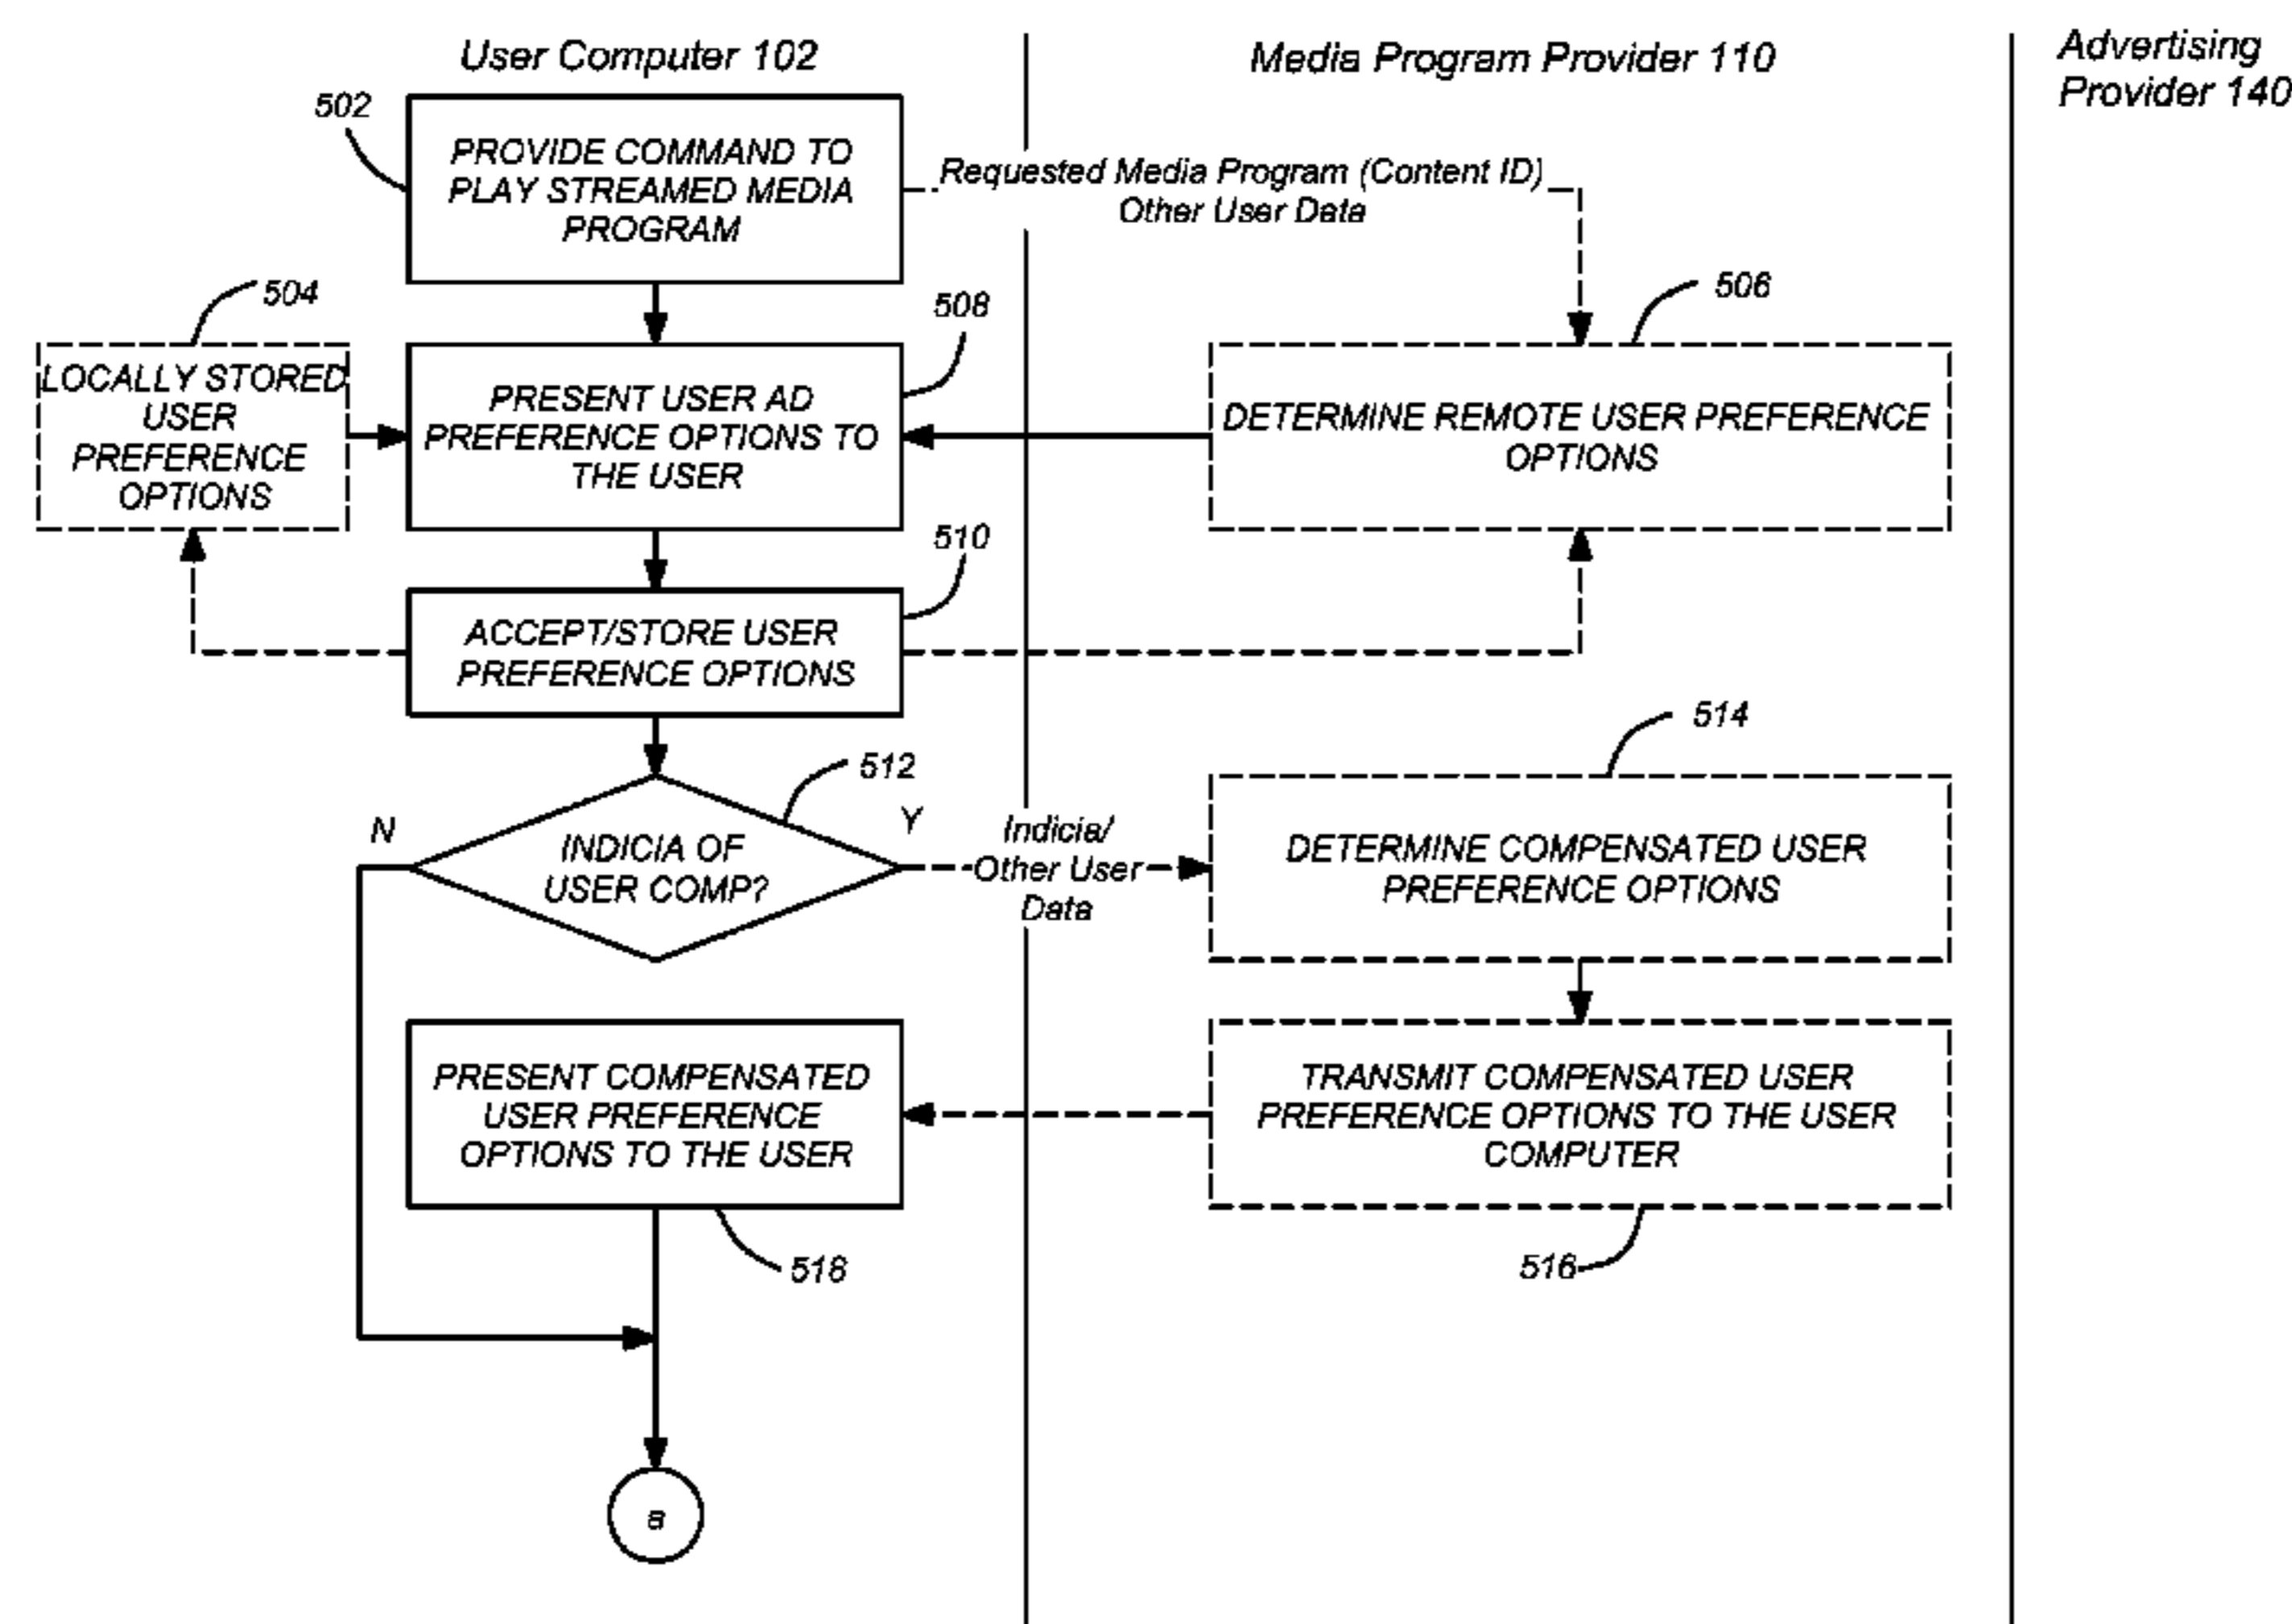 User Computer 102
Media Program Provider 110
Advertising
Provider 140
502
PROVIDE COMMAND TO
PLAY STREAMED MEDIA
PROGRAM
Requested Media Program (Content ID)
Other User Data
504
508
506
LOCALLY STORED
USER
PREFERENCE
OPTIONS
PRESENT USER AD
PREFERENCE OPTIONS TO
THE USER
DETERMINE REMOTE USER PREFERENCE
OPTIONS
510
ACCEPT/STORE USER
PREFERENCE OPTIONS
514
512
N
Y
INDICIA OF
USER COMP?
Indicia/
Other User
Data
DETERMINE COMPENSATED USER
PREFERENCE OPTIONS
PRESENT COMPENSATED
USER PREFERENCE
OPTIONS TO THE USER
TRANSMIT COMPENSATED USER
PREFERENCE OPTIONS TO THE USER
COMPUTER
518
516
a